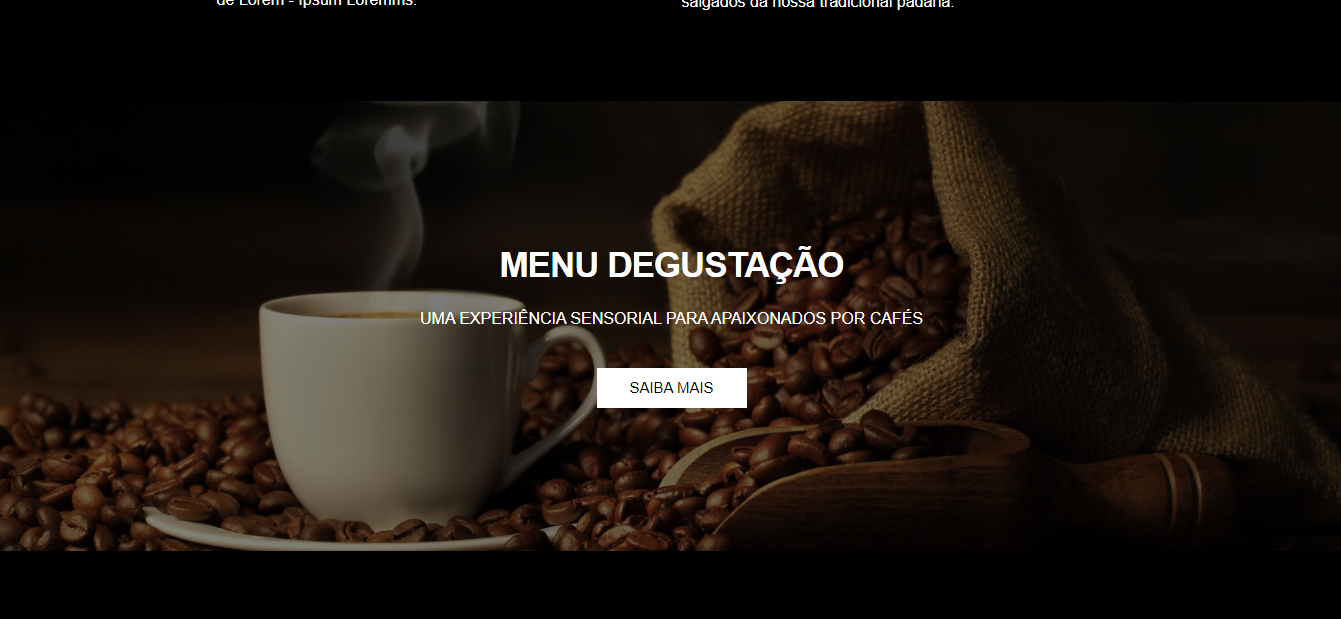 de Lorem - Ipsum Loremms.
salgados da nossa tradicional padaria.
MENU DEGUSTAÇÃO
UMA EXPERIÊNCIA SENSORIAL PARA APAIXONADOS POR CAFÉS
SAIBA MAIS